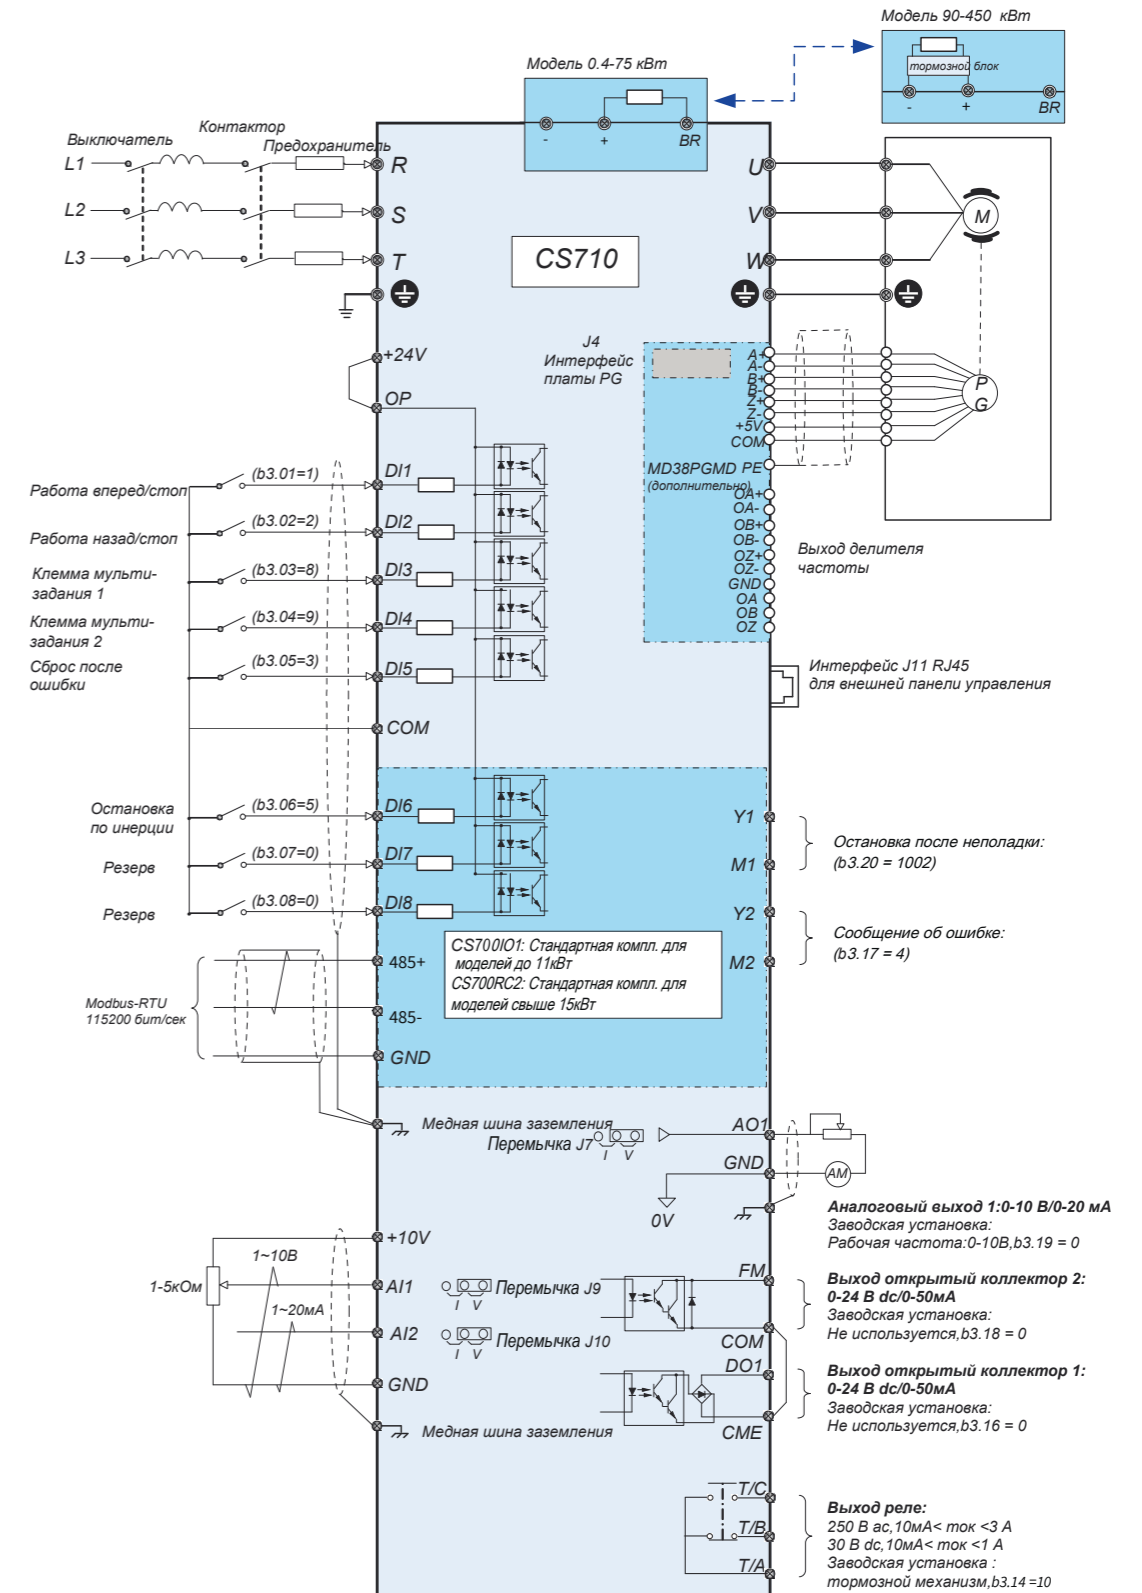 Модель 90-450 кВт
тормозной блок
- + BR
Модель 0.4-75 кВт
- + BR
Выключатель
Контактор
Предохранитель
L1
R
U
L2
S
V
L3
T
W
M
CS710
+24V
OP
J4
Интерфейс
платы PG
A+
A-
B+
B-
Z+
Z-
+5V
COM
P
G
MD38PGMD PE
(дополнительно)
OA+
OA-
OB+
OB-
OZ+
OZ-
GND
OA
OB
OZ
Выход делителя
частоты
Работа вперед/стоп
(b3.01=1)
DI1
Работа назад/стоп
(b3.02=2)
DI2
Клемма мульти-
задания 1
(b3.03=8)
DI3
Клемма мульти-
задания 2
(b3.04=9)
DI4
Сброс после
ошибки
(b3.05=3)
DI5
COM
Интерфейс J11 RJ45
для внешней панели управления
Остановка
по инерции
(b3.06=5)
DI6
Резерв
(b3.07=0)
DI7
Резерв
(b3.08=0)
DI8
Y1
M1
Остановка после неполадки:
(b3.20 = 1002)
Y2
M2
Сообщение об ошибке:
(b3.17 = 4)
CS700IO1: Стандартная компл. для
моделей до 11кВт
CS700RC2: Стандартная компл. для
моделей свыше 15кВт
Modbus-RTU
115200 бит/сек
485+
485-
GND
Медная шина заземления
Перемычка J7
I V
AO1
GND
0V
AM
Аналоговый выход 1:0-10 В/0-20 мА
Заводская установка:
Рабочая частота:0-10В,b3.19 = 0
+10V
1~10В
1-5кОм
AI1
I V
Перемычка J9
1~20мА
AI2
I V
Перемычка J10
GND
Медная шина заземления
FM
COM
Выход открытый коллектор 2:
0-24 В dc/0-50мА
Заводская установка:
Не используется,b3.18 = 0
DO1
CME
Выход открытый коллектор 1:
0-24 В dc/0-50мА
Заводская установка:
Не используется,b3.16 = 0
T/C
T/B
T/A
Выход реле:
250 В ac,10мА< ток <3 А
30 В dc,10мА< ток <1 А
Заводская установка :
тормозной механизм,b3.14 =10